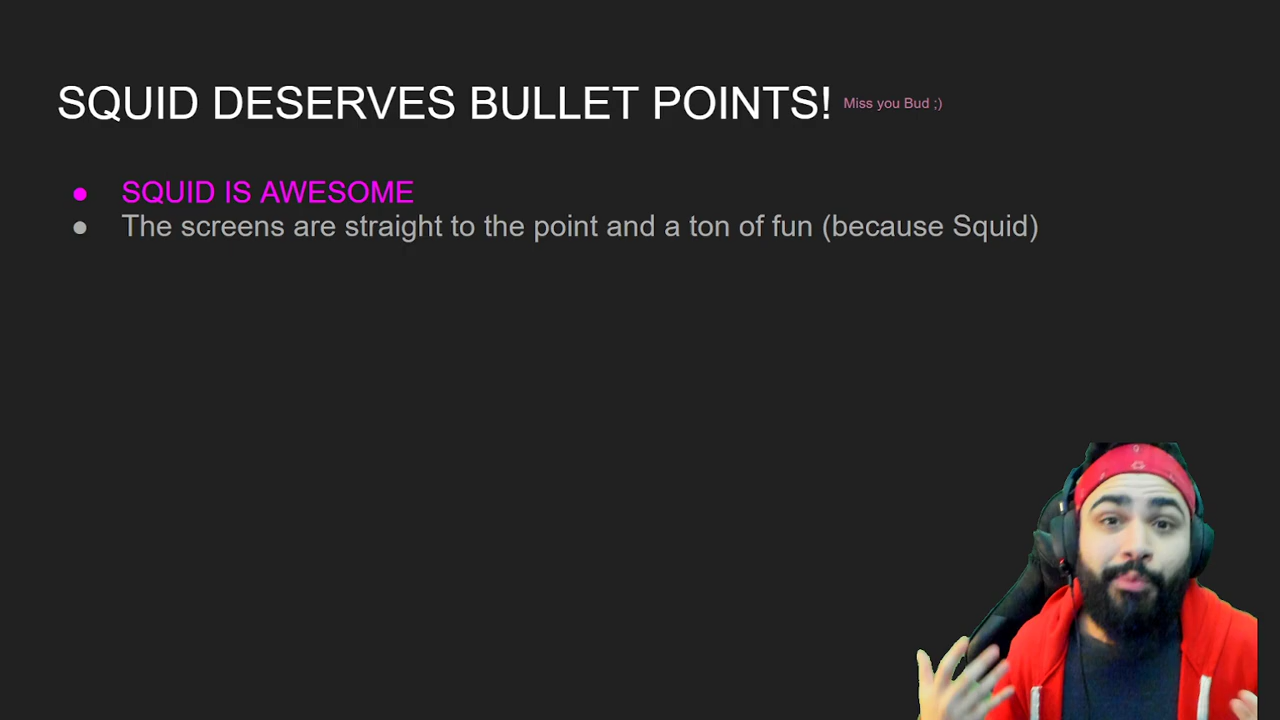 SQUID DESERVES BULLET POINTS! Miss you Bud ;)
● SQUID IS AWESOME
● The screens are straight to the point and a ton of fun (because Squid)